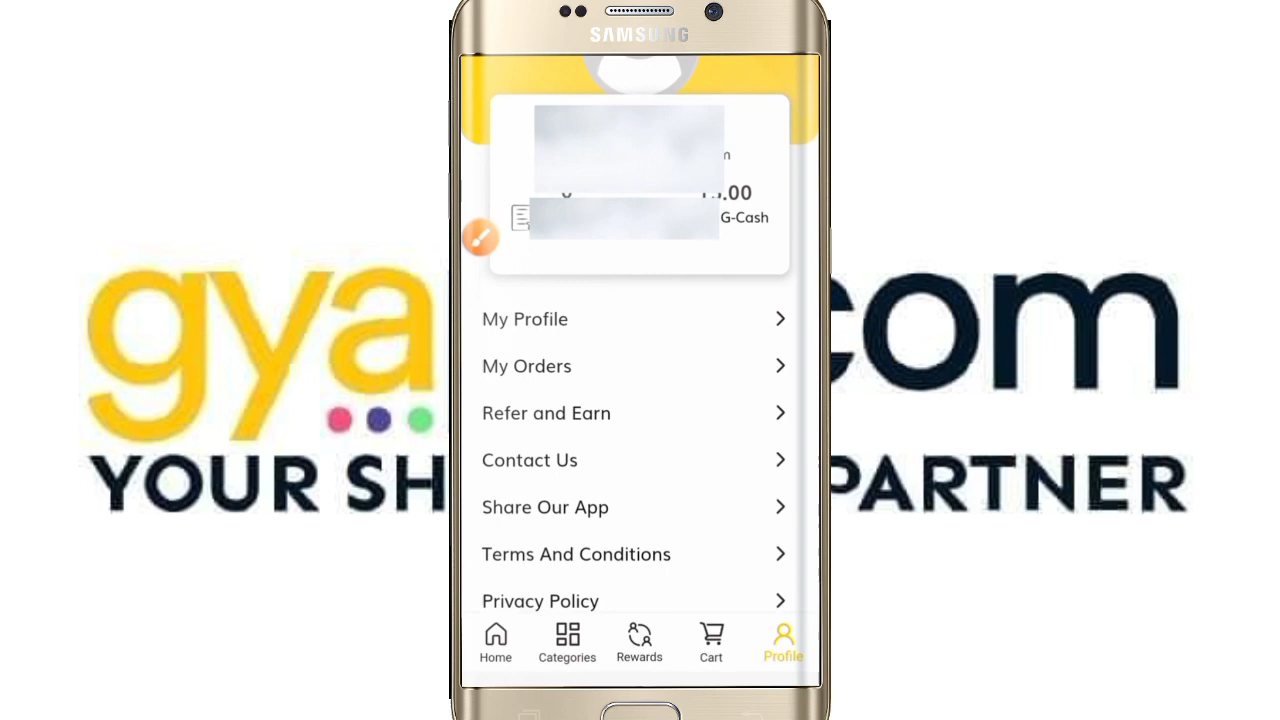 SAMSUNG
.00
G-Cash
My Profile
My Orders
Refer and Earn
Contact Us
Share Our App
Terms And Conditions
Privacy Policy
Home
Categories
Rewards
Cart
Profile
gya com
YOUR SH PARTNER